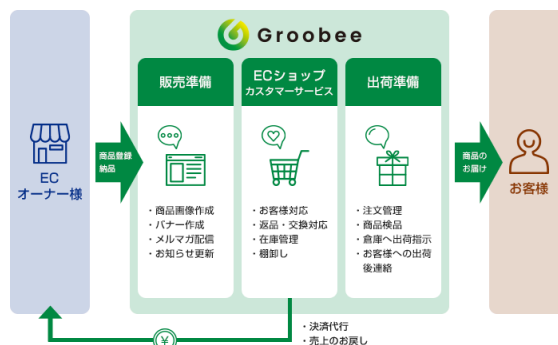 Groobee
EC
オーナー様
商品登録
納品
販売準備
・商品画像作成
・バナー作成
・メルマガ配信
・お知らせ更新
ECショップ
カスタマーサービス
・お客様対応
・返品・交換対応
・在庫管理
・棚卸し
出荷準備
・注文管理
・商品検品
・倉庫へ出荷指示
・お客様への出荷
後連絡
商品の
お届け
お客様
¥
・決済代行
・売上のお戻し